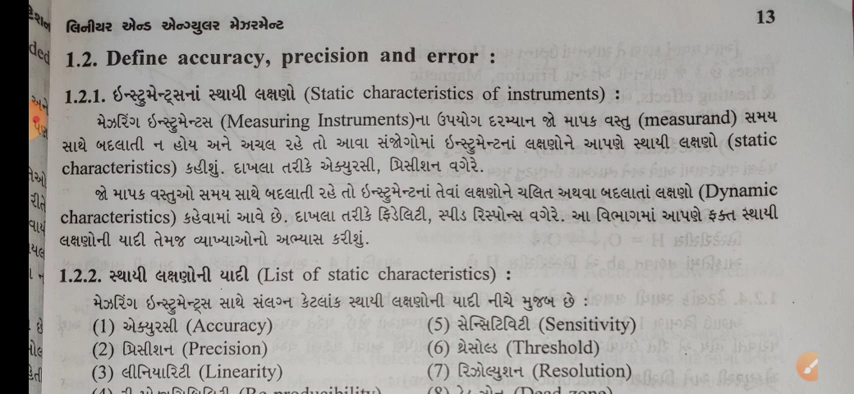 લિનીયર એન્ડ એન્ગ્યુલર મેઝરમેન્ટ 13
1.2. Define accuracy, precision and error :
1.2.1. ઇન્સ્ટ્રુમેન્ટ્સનાં સ્થાયી લક્ષણો (Static characteristics of instruments) :
મેઝરિંગ ઇન્સ્ટ્રુમેન્ટસ (Measuring Instruments)ના ઉપયોગ દરમ્યાન જો માપક વસ્તુ (measurand) સમય
સાથે બદલાતી ન હોય અને અચલ રહે તો આવા સંજોગોમાં ઇન્સ્ટ્રુમેન્ટનાં લક્ષણોને આપણે સ્થાયી લક્ષણો (static
characteristics) કહીશું. દાખલા તરીકે એક્યુરસી, પ્રિસીશન વગેરે.
જો માપક વસ્તુઓ સમય સાથે બદલાતી રહે તો ઇન્સ્ટ્રુમેન્ટનાં તેવાં લક્ષણોને ચલિત અથવા બદલાતાં લક્ષણો (Dynamic
characteristics) કહેવામાં આવે છે. દાખલા તરીકે ફિડેલિટી, સ્પીડ રિસ્પોન્સ વગેરે. આ વિભાગમાં આપણે ફક્ત સ્થાયી
લક્ષણોની યાદી તેમજ વ્યાખ્યાઓનો અભ્યાસ કરીશું.
1.2.2. સ્થાયી લક્ષણોની યાદી (List of static characteristics) :
મેઝરિંગ ઇન્સ્ટ્રુમેન્ટ્સ સાથે સંલગ્ન કેટલાંક સ્થાયી લક્ષણોની યાદી નીચે મુજબ છે :
(1) એક્યુરસી (Accuracy) (5) સેન્સિટિવિટી (Sensitivity)
(2) પ્રિસીશન (Precision) (6) થ્રેસોલ્ડ (Threshold)
(3) લીનિયારિટી (Linearity) (7) રિઝોલ્યુશન (Resolution)